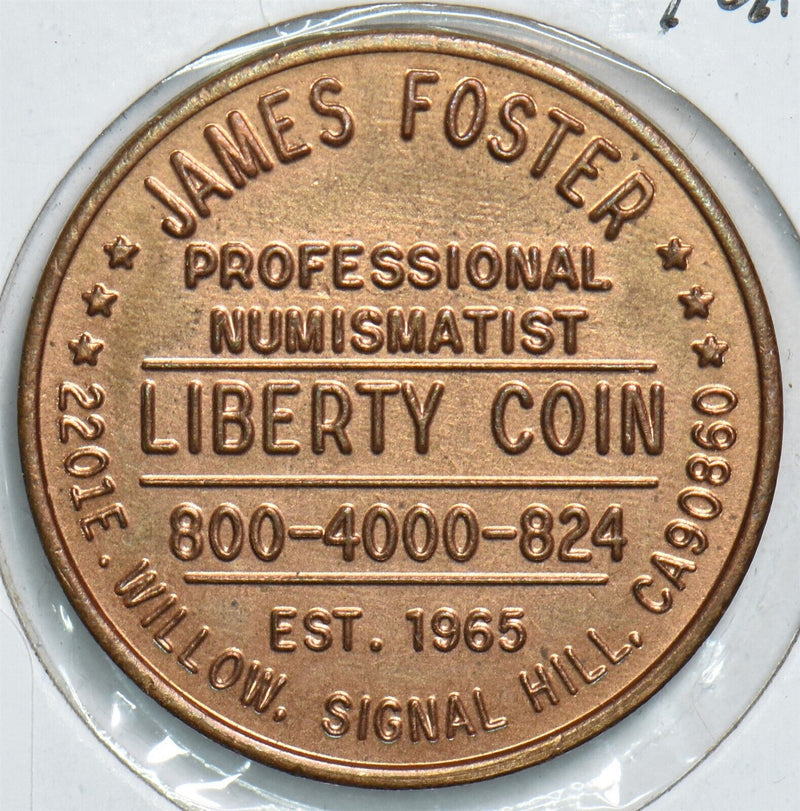 JAMES FOSTER
PROFESSIONAL
NUMISMATIST
LIBERTY COIN
800-4000-824
EST. 1965
2201E. WILLOW. SIGNAL HILL, CA90860